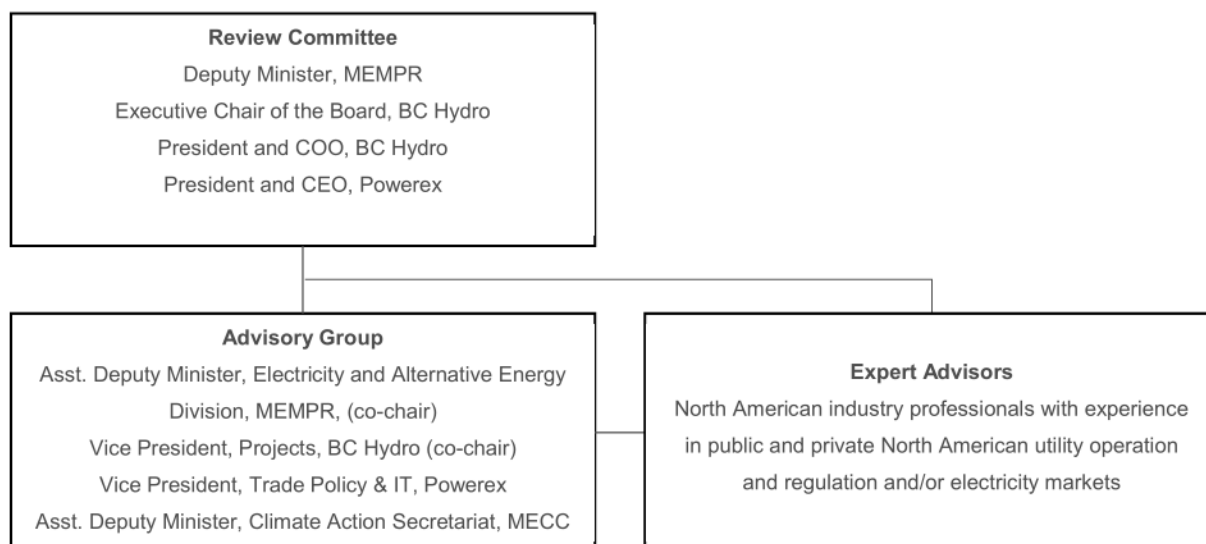 Review Committee
Deputy Minister, MEMPR
Executive Chair of the Board, BC Hydro
President and COO, BC Hydro
President and CEO, Powerex
Advisory Group
Asst. Deputy Minister, Electricity and Alternative Energy
Division, MEMPR, (co-chair)
Vice President, Projects, BC Hydro (co-chair)
Vice President, Trade Policy & IT, Powerex
Asst. Deputy Minister, Climate Action Secretariat, MECC
Expert Advisors
North American industry professionals with experience
in public and private North American utility operation
and regulation and/or electricity markets